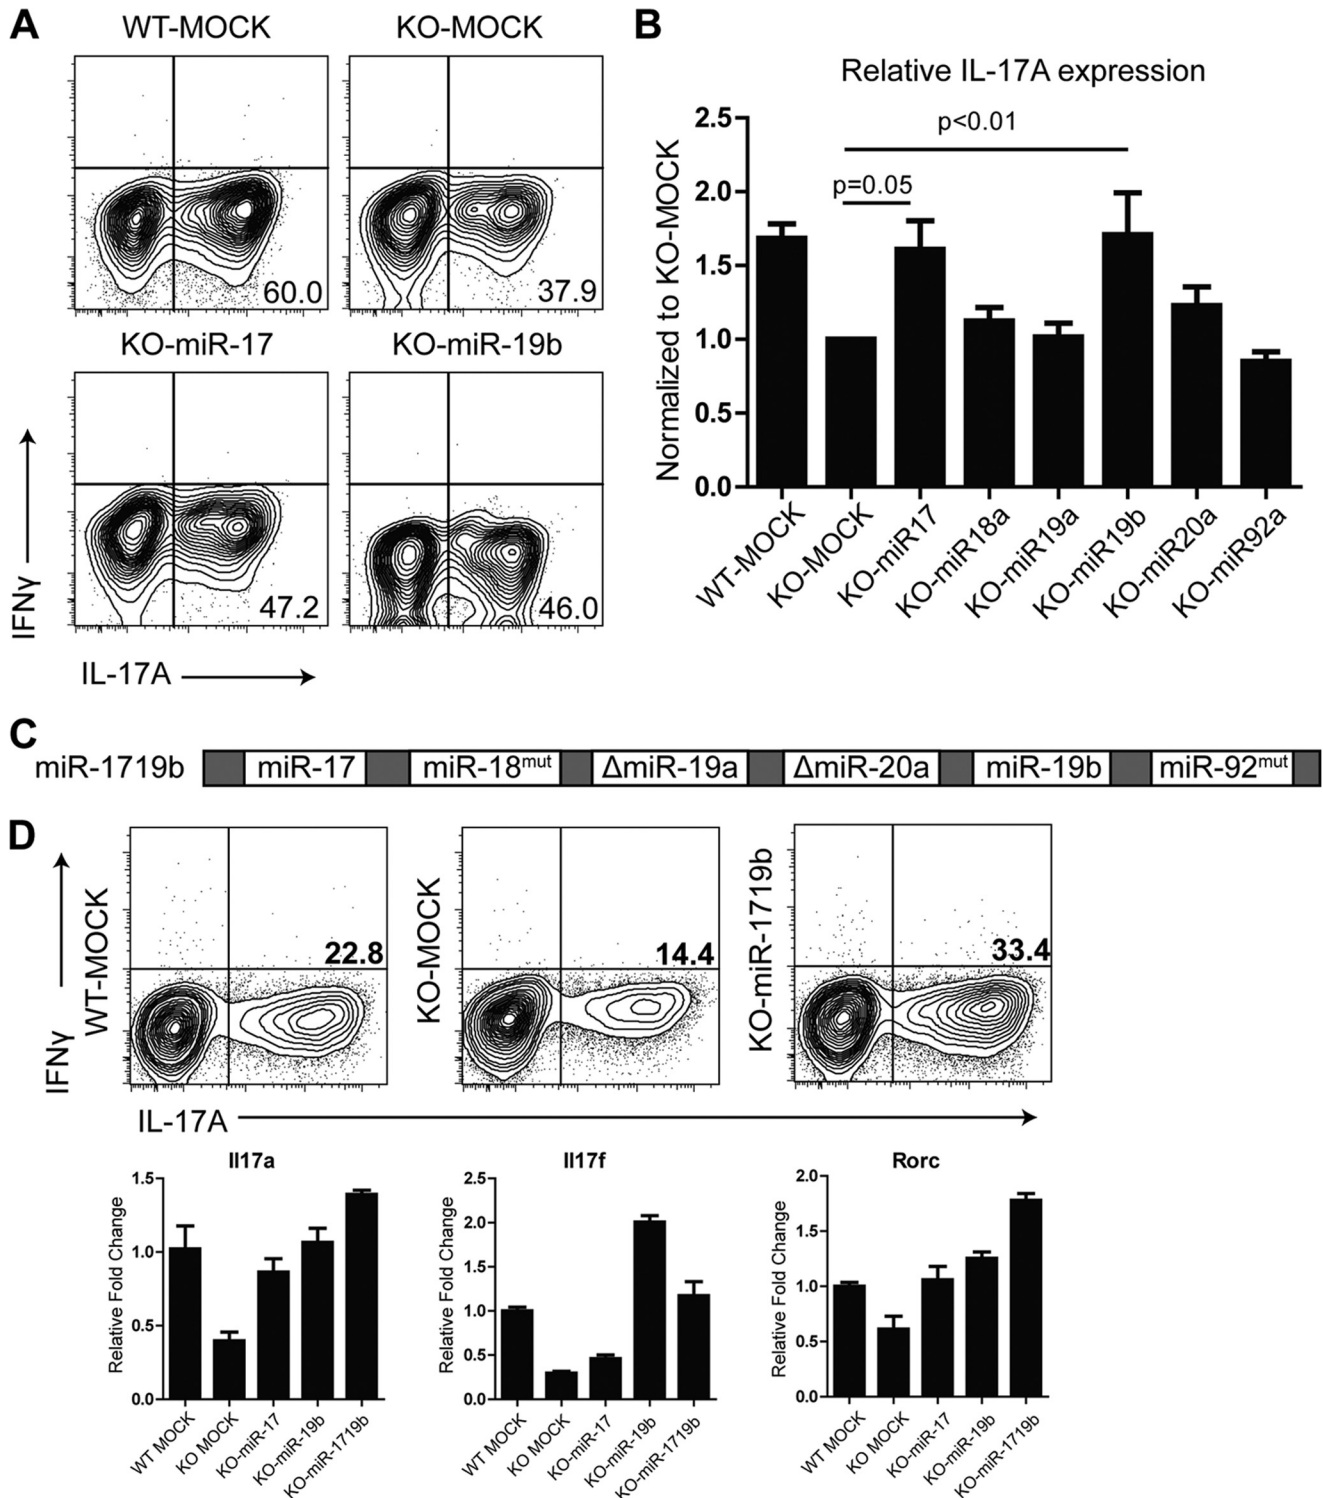 A
WT-MOCK
KO-MOCK
60.0
37.9
KO-miR-17
KO-miR-19b
47.2
46.0
IFNγ
IL-17A
B
Relative IL-17A expression
Normalized to KO-MOCK
2.5
2.0
1.5
1.0
0.5
0.0
p<0.01
p=0.05
WT-MOCK
KO-MOCK
KO-miR17
KO-miR18a
KO-miR19a
KO-miR19b
KO-miR20a
KO-miR92a
C
miR-1719b
miR-17
miR-18mut
ΔmiR-19a
ΔmiR-20a
miR-19b
miR-92mut
D
IFNγ
WT-MOCK
22.8
KO-MOCK
14.4
KO-miR-1719b
33.4
IL-17A
Il17a
Relative Fold Change
1.5
1.0
0.5
0.0
WT MOCK
KO MOCK
KO-miR-17
KO-miR-19b
KO-miR-1719b
Il17f
Relative Fold Change
2.5
2.0
1.5
1.0
0.5
0.0
WT MOCK
KO MOCK
KO-miR-17
KO-miR-19b
KO-miR-1719b
Rorc
Relative Fold Change
2.0
1.5
1.0
0.5
0.0
WT MOCK
KO MOCK
KO-miR-17
KO-miR-19b
KO-miR-1719b